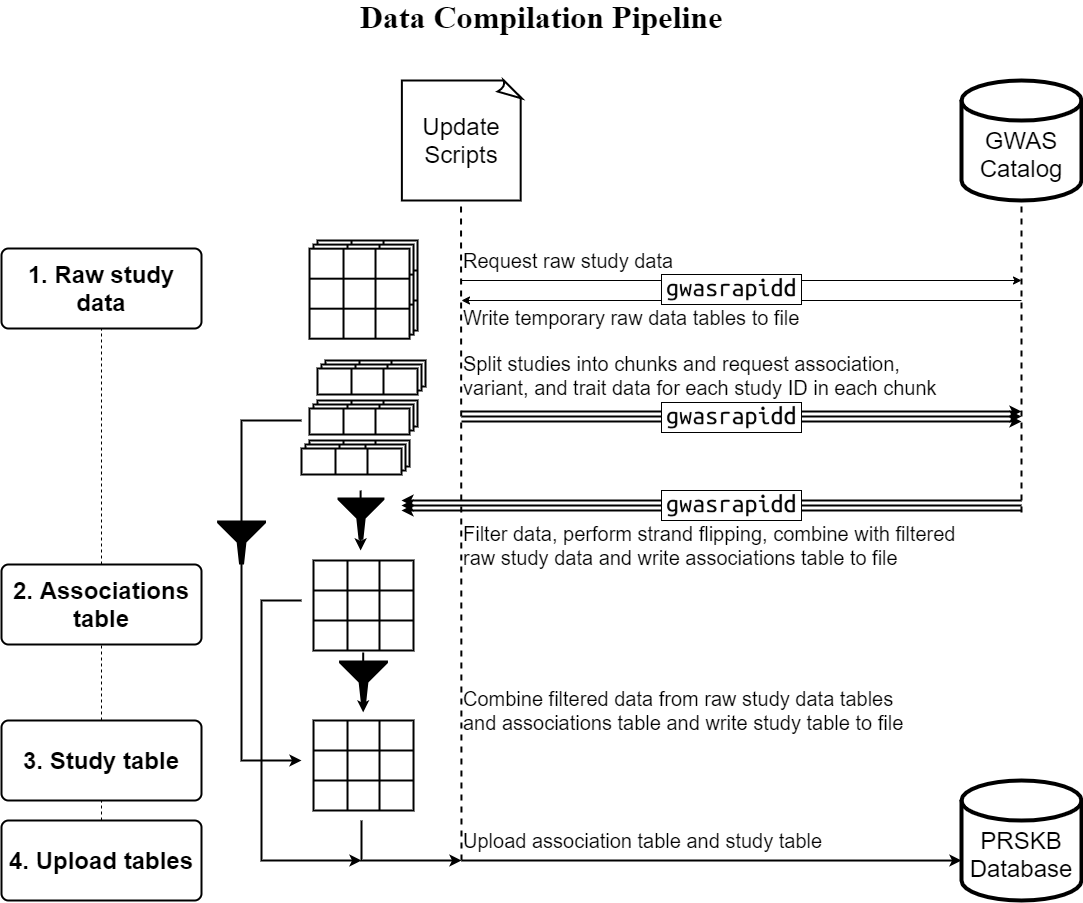 Data Compilation Pipeline
Update
Scripts
GWAS
Catalog
1. Raw study
data
Request raw study data
gwasrapidd
Write temporary raw data tables to file
Split studies into chunks and request association,
variant, and trait data for each study ID in each chunk
gwasrapidd
gwasrapidd
Filter data, perform strand flipping, combine with filtered
raw study data and write associations table to file
2. Associations
table
Combine filtered data from raw study data tables
and associations table and write study table to file
3. Study table
4. Upload tables
Upload association table and study table
PRSKB
Database